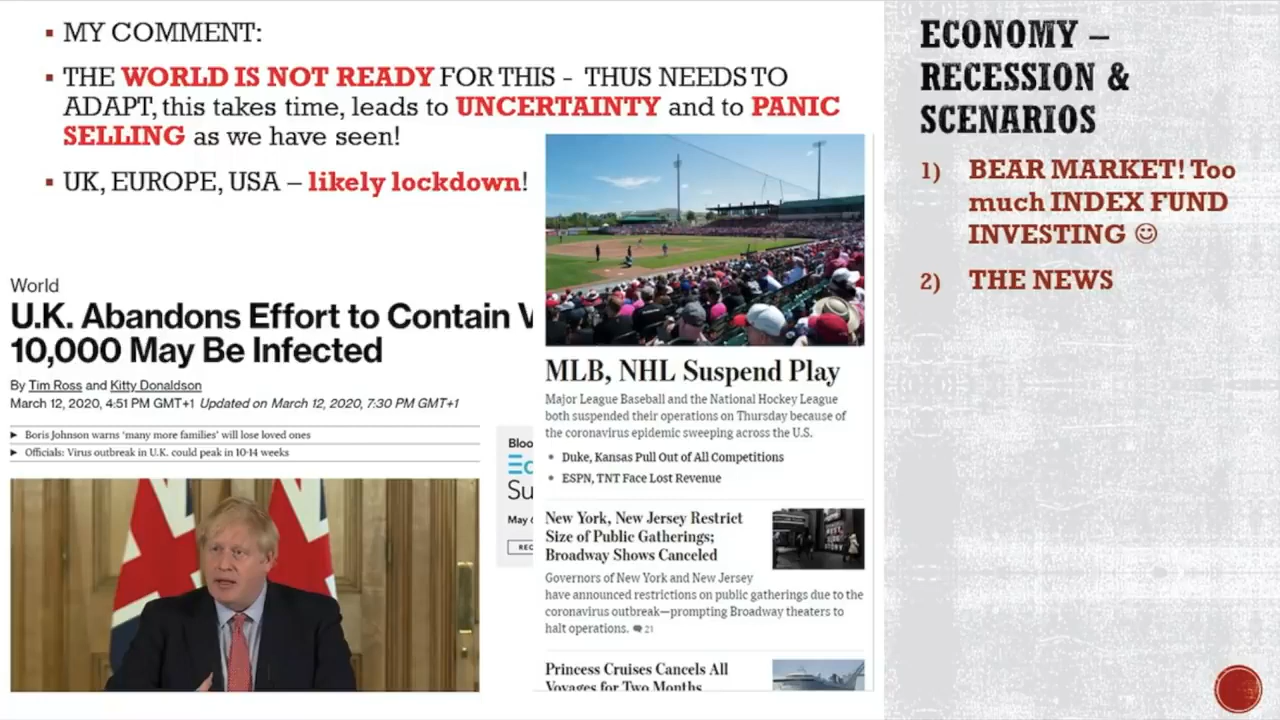 MY COMMENT:
THE WORLD IS NOT READY FOR THIS - THUS NEEDS TO
ADAPT, this takes time, leads to UNCERTAINTY and to PANIC
SELLING as we have seen!
UK, EUROPE, USA – likely lockdown!
World
U.K. Abandons Effort to Contain V
10,000 May Be Infected
By Tim Ross and Kitty Donaldson
March 12, 2020, 4:51 PM GMT+1 Updated on March 12, 2020, 7:30 PM GMT+1
▶ Boris Johnson warns 'many more families' will lose loved ones
▶ Officials: Virus outbreak in U.K. could peak in 10-14 weeks
Bloo
Su
May
REC
MLB, NHL Suspend Play
Major League Baseball and the National Hockey League
both suspended their operations on Thursday because of
the coronavirus epidemic sweeping across the U.S.
• Duke, Kansas Pull Out of All Competitions
• ESPN, TNT Face Lost Revenue
New York, New Jersey Restrict
Size of Public Gatherings;
Broadway Shows Canceled
Governors of New York and New Jersey
have announced restrictions on public gatherings due to the
coronavirus outbreak—prompting Broadway theaters to
halt operations. 21
Princess Cruises Cancels All
Voyages for Two Months
ECONOMY –
RECESSION &
SCENARIOS
1) BEAR MARKET! Too
much INDEX FUND
INVESTING ☺
2) THE NEWS